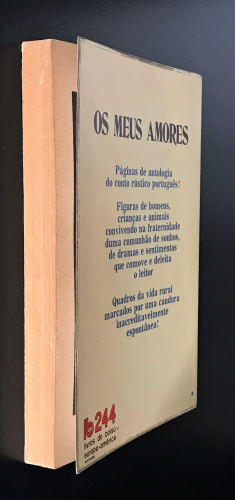 OS MEUS AMORES
Páginas de antologia
do conto rústico português!
Figuras de homens,
crianças e animais
convivendo na fraternidade
duma comunhão de sonhos,
de dramas e sentimentos
que comove e deleita
o leitor
Quadros da vida rural
marcados por uma candura
inacreditavelmente
espontânea!
lb 244
livros de bolso
europa-américa